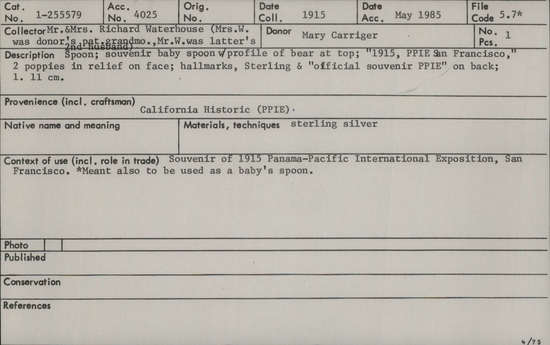 Cat. No. 1-255579 Acc. No. 4025 Orig. No. Date Coll. 1915 Date Acc. May 1985 File Code 5.7*
Collector Mr.&Mrs. Richard Waterhouse (Mrs.W. was donor's pat.grandmo.,Mr.W.was latter's 2nd husband) Donor Mary Carriger No. Pcs. 1
Description Spoon; souvenir baby spoon w/profile of bear at top; "1915, PPIE San Francisco,"
2 poppies in relief on face; hallmarks, Sterling & "official souvenir PPIE" on back;
l. 11 cm.
Provenience (incl. craftsman)
California Historic (PPIE).
Native name and meaning Materials, techniques sterling silver
Context of use (incl. role in trade) Souvenir of 1915 Panama-Pacific International Exposition, San
Francisco. *Meant also to be used as a baby's spoon.
Photo
Published
Conservation
References
4/75